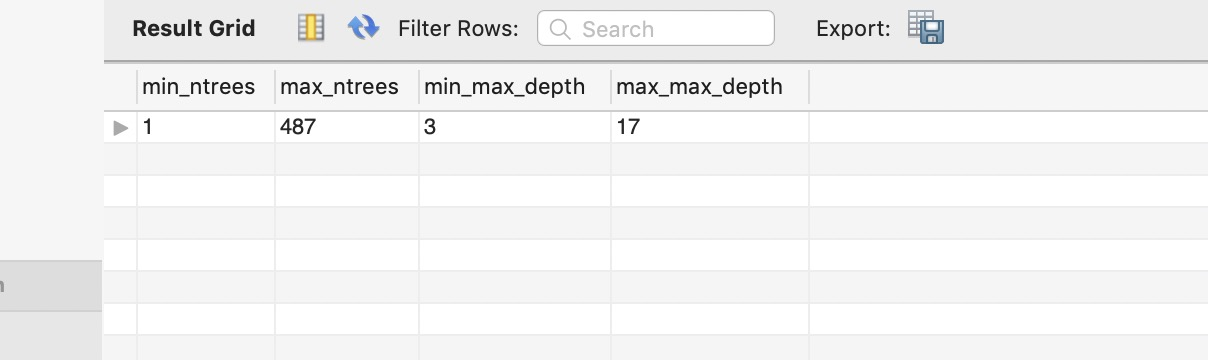 Result Grid Filter Rows: Search Export:
min_ntrees max_ntrees min_max_depth max_max_depth
1 487 3 17